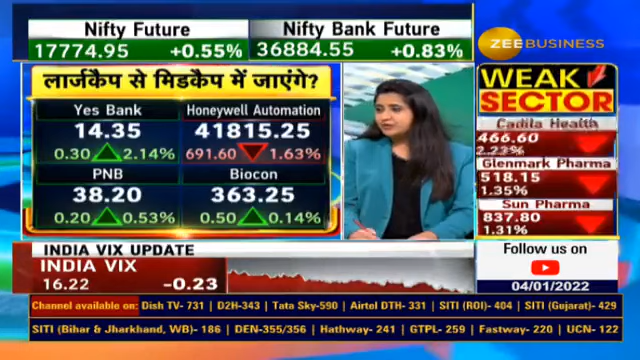 Nifty Future
17774.95 +0.55%
Nifty Bank Future
36884.55 +0.83%
ZEE BUSINESS
लार्जकैप से मिडकैप में जाएंगे?
Yes Bank
14.35
0.30 2.14%
Honeywell Automation
41815.25
691.60 1.63%
PNB
38.20
0.20 0.53%
Biocon
363.25
0.50 0.14%
WEAK
SECTOR
Cadila Health
466.60
2.23%
Glenmark Pharma
518.15
1.35%
Sun Pharma
837.80
1.31%
INDIA VIX UPDATE
INDIA VIX
16.22 -0.23
Follow us on
04/01/2022
Channel available on: Dish TV- 731 | D2H-343 | Tata Sky-590 | Airtel DTH- 331 | SITI (ROI)- 404 | SITI (Gujarat)- 429
SITI (Bihar & Jharkhand, WB)- 186 | DEN-355/356 | Hathway- 241 | GTPL- 259 | Fastway- 220 | UCN- 122